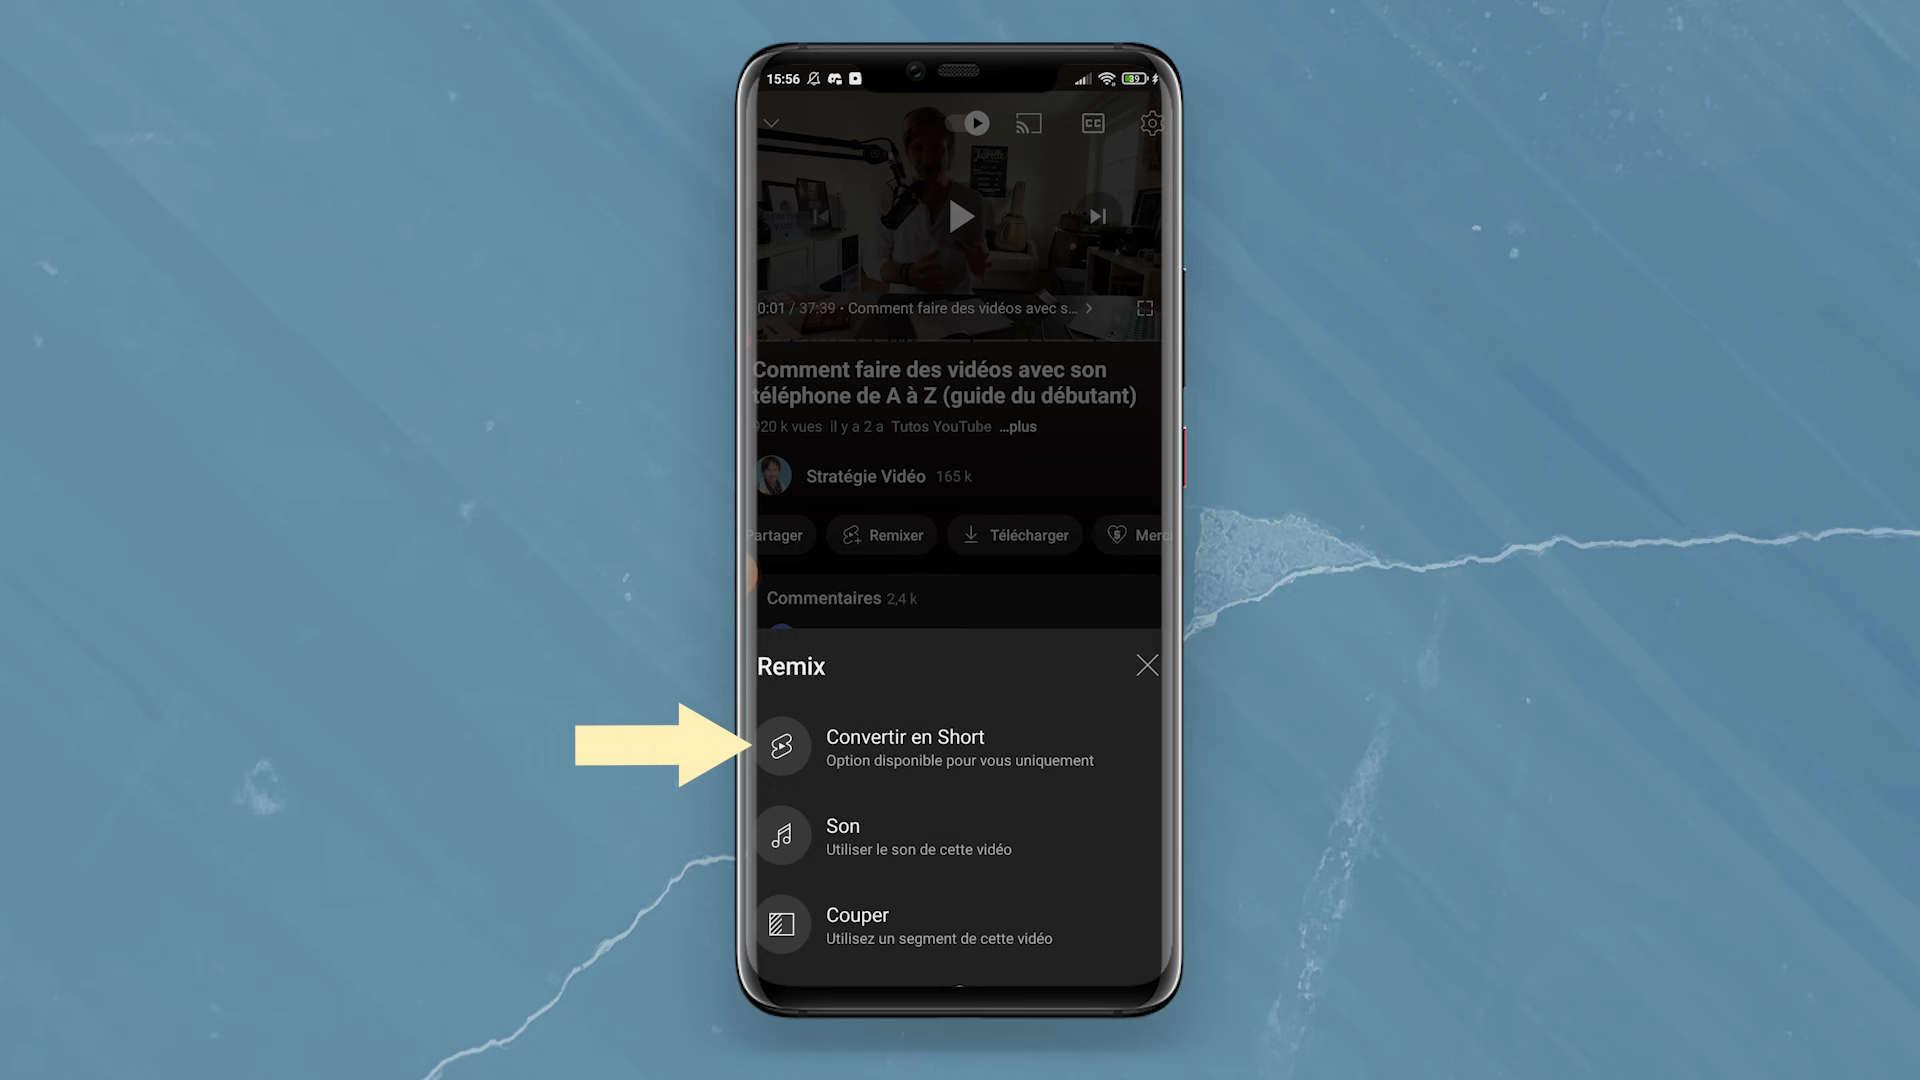 15:56
39
CC
0:01 / 37:39 · Comment faire des vidéos avec s...
Comment faire des vidéos avec son
téléphone de A à Z (guide du débutant)
920 k vues il y a 2 a Tutos YouTube ...plus
Stratégie Vidéo 165 k
Partager
Remixer
Télécharger
Merc
Commentaires 2,4 k
Remix
Convertir en Short
Option disponible pour vous uniquement
Son
Utiliser le son de cette vidéo
Couper
Utilisez un segment de cette vidéo